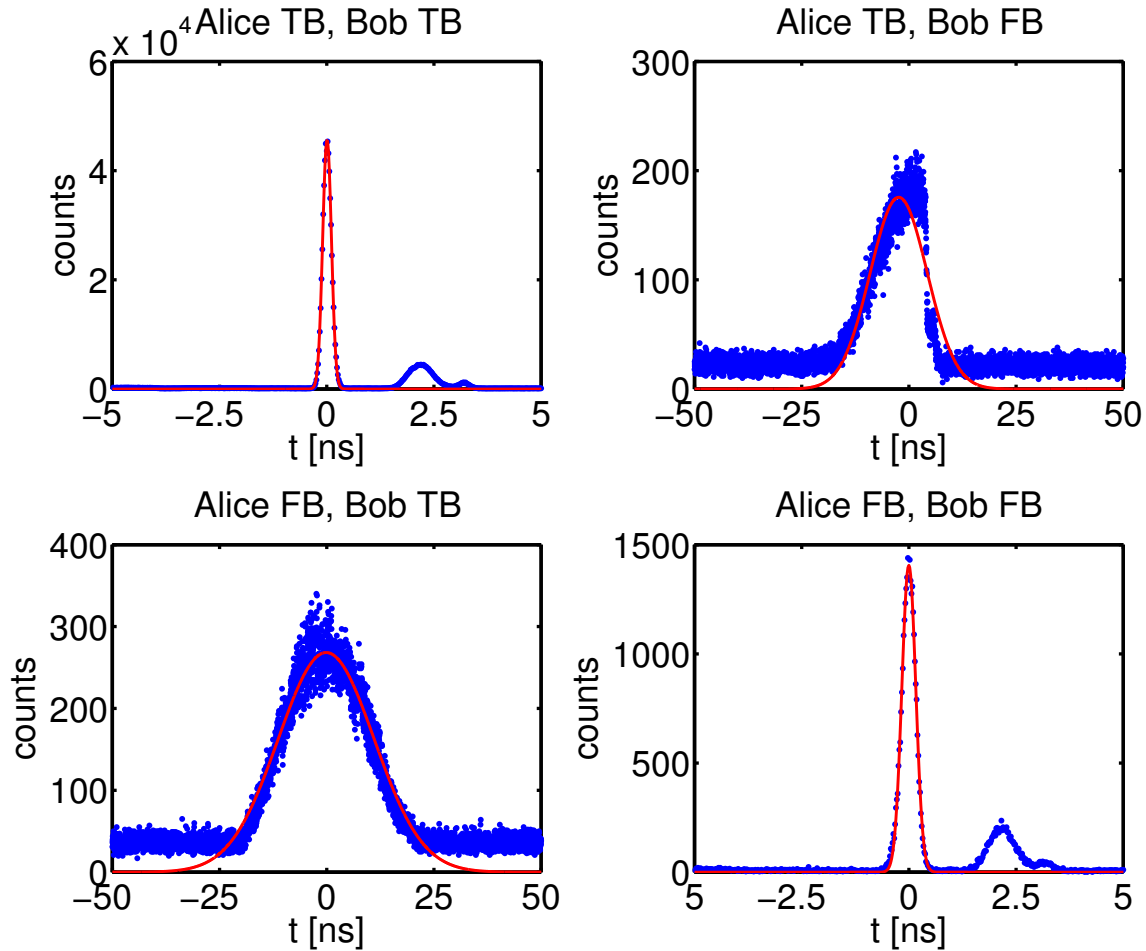 × 10⁴ Alice TB, Bob TB
6
4
2
0
counts
−5 −2.5 0 2.5 5
t [ns]
Alice TB, Bob FB
300
200
100
0
counts
−50 −25 0 25 50
t [ns]
Alice FB, Bob TB
400
300
200
100
0
counts
−50 −25 0 25 50
t [ns]
Alice FB, Bob FB
1500
1000
500
0
counts
5 −2.5 0 2.5 5
t [ns]